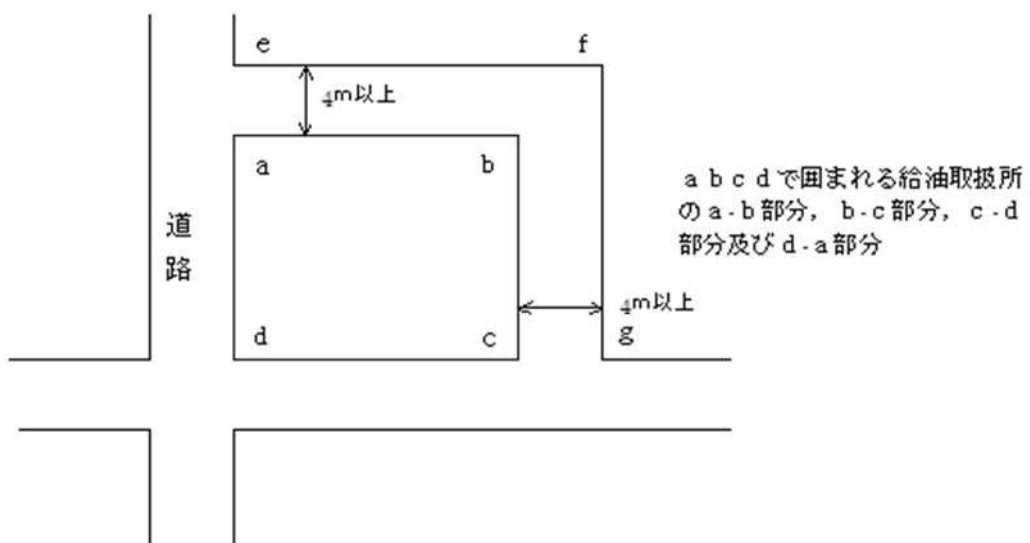 e
f
4m以上
a
b
道
路
abcdで囲まれる給油取扱所
のa-b部分，b-c部分，c-d
部分及びd-a部分
4m以上
d
c
g